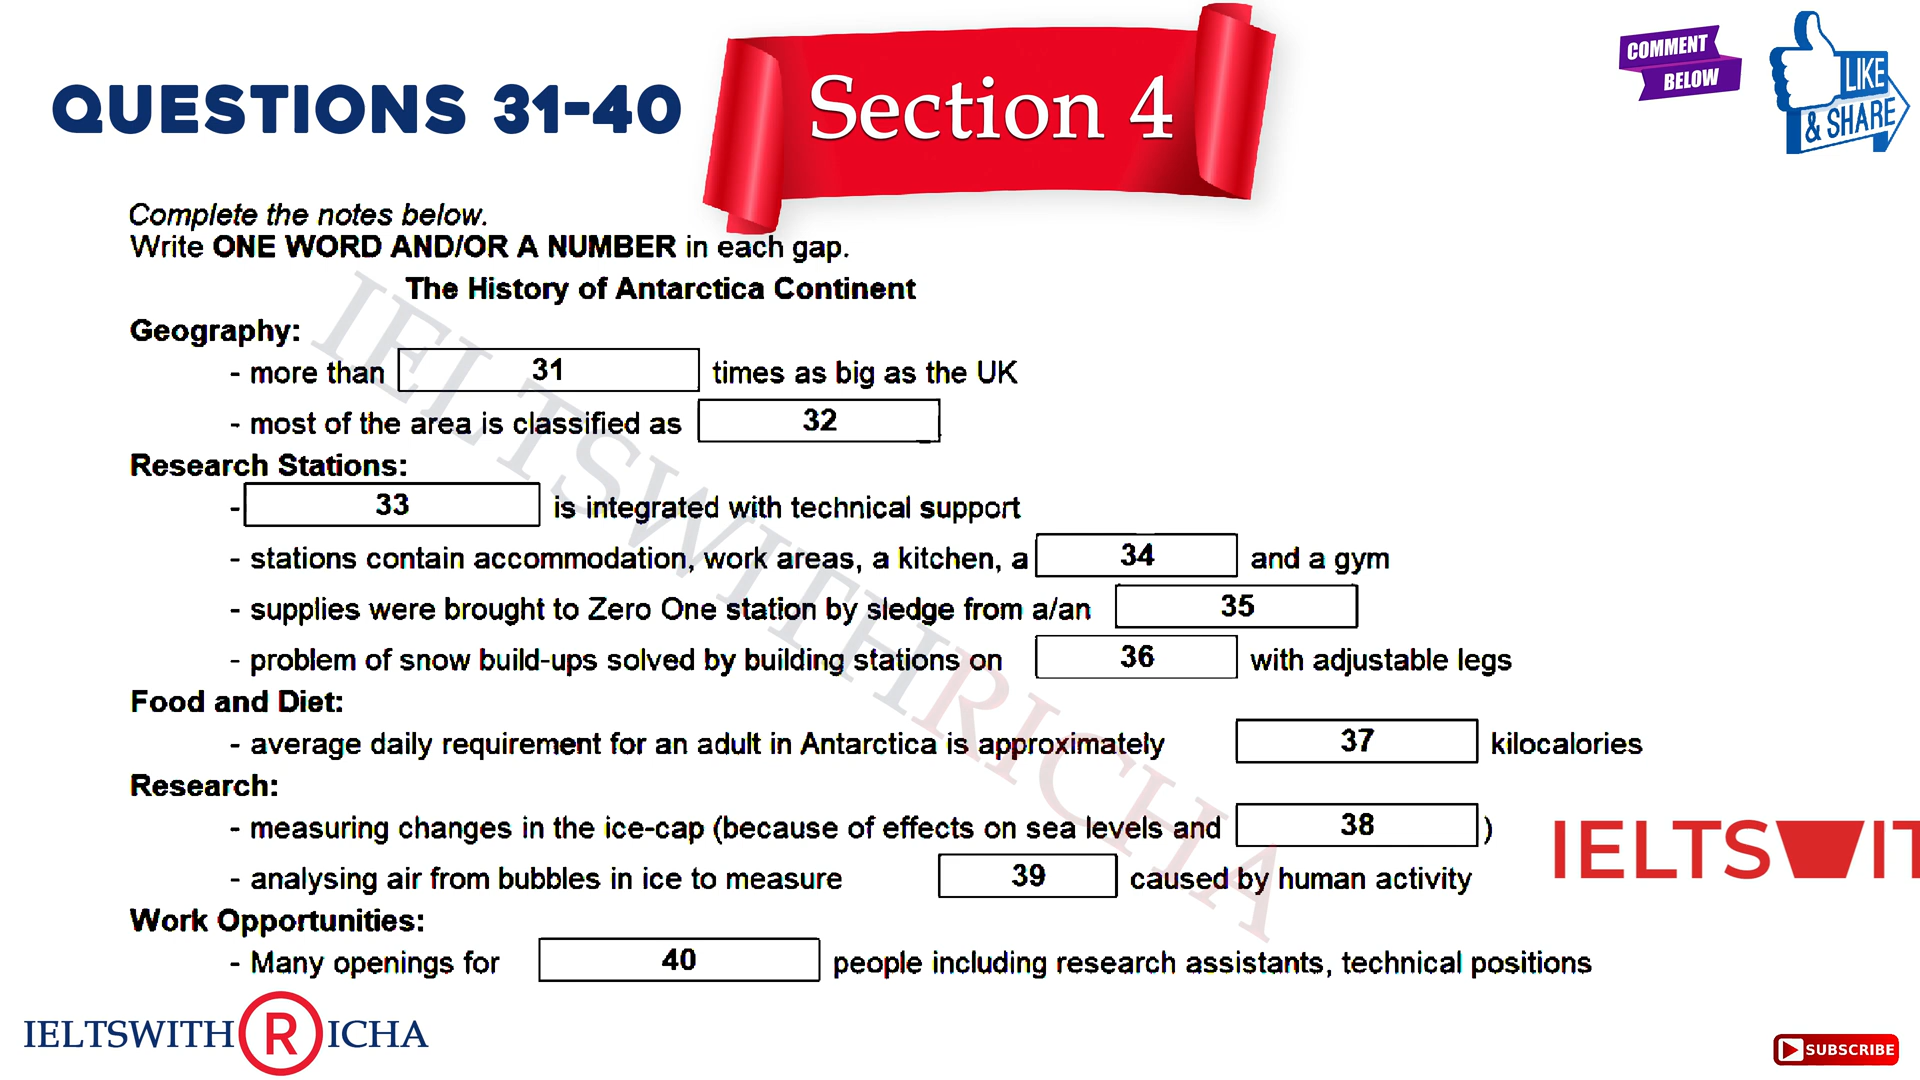 QUESTIONS 31-40
Section 4
COMMENT
BELOW
LIKE
& SHARE
Complete the notes below.
Write ONE WORD AND/OR A NUMBER in each gap.
The History of Antarctica Continent
Geography:
- more than 31 times as big as the UK
- most of the area is classified as 32
Research Stations:
- 33 is integrated with technical support
- stations contain accommodation, work areas, a kitchen, a 34 and a gym
- supplies were brought to Zero One station by sledge from a/an 35
- problem of snow build-ups solved by building stations on 36 with adjustable legs
Food and Diet:
- average daily requirement for an adult in Antarctica is approximately 37 kilocalories
Research:
- measuring changes in the ice-cap (because of effects on sea levels and 38 )
- analysing air from bubbles in ice to measure 39 caused by human activity
Work Opportunities:
- Many openings for 40 people including research assistants, technical positions
IELTSWITHRICHA
IELTSWIT
IELTSWITHRICHA
SUBSCRIBE